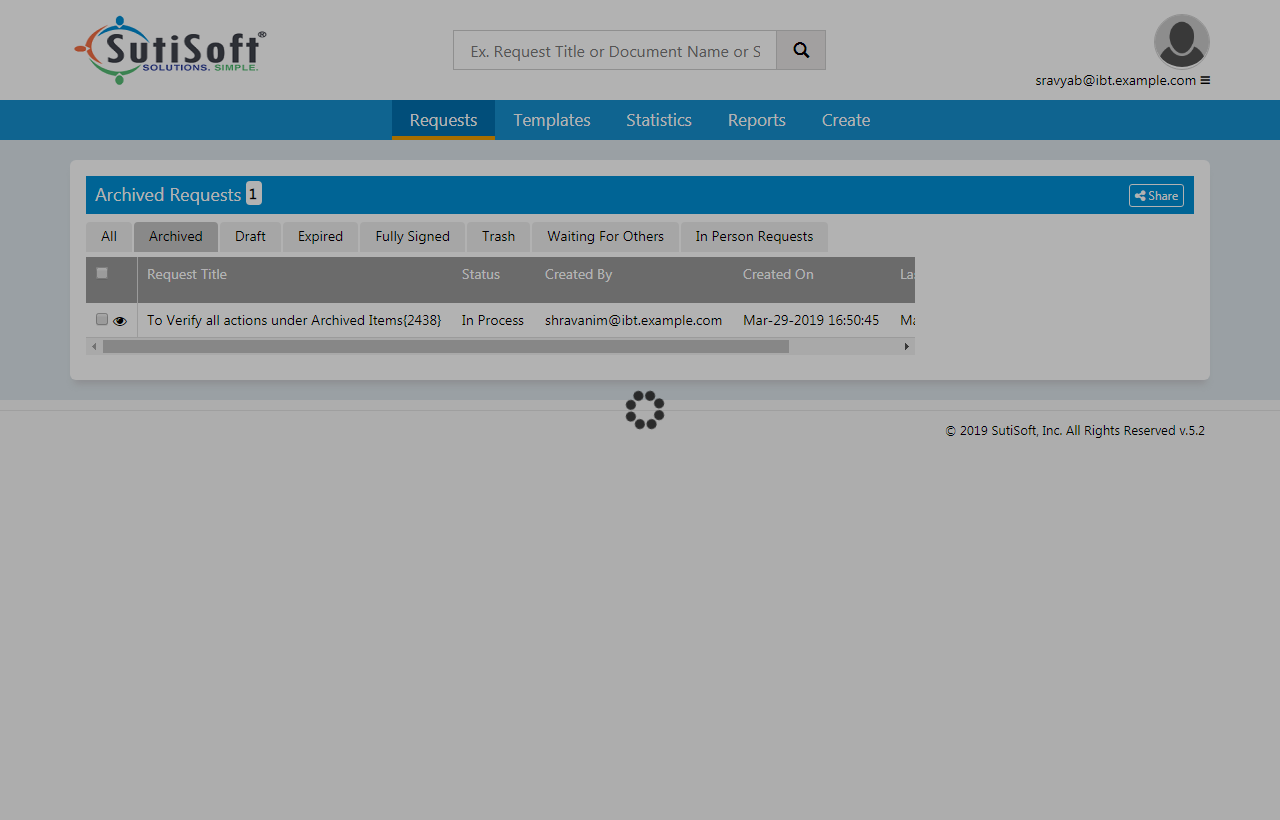 SutiSoft®
SOLUTIONS. SIMPLE.
Ex. Request Title or Document Name or S
sravyab@ibt.example.com
Requests Templates Statistics Reports Create
Archived Requests 1
Share
All Archived Draft Expired Fully Signed Trash Waiting For Others In Person Requests
Request Title Status Created By Created On
To Verify all actions under Archived Items{2438} In Process shravanim@ibt.example.com Mar-29-2019 16:50:45
© 2019 SutiSoft, Inc. All Rights Reserved v.5.2